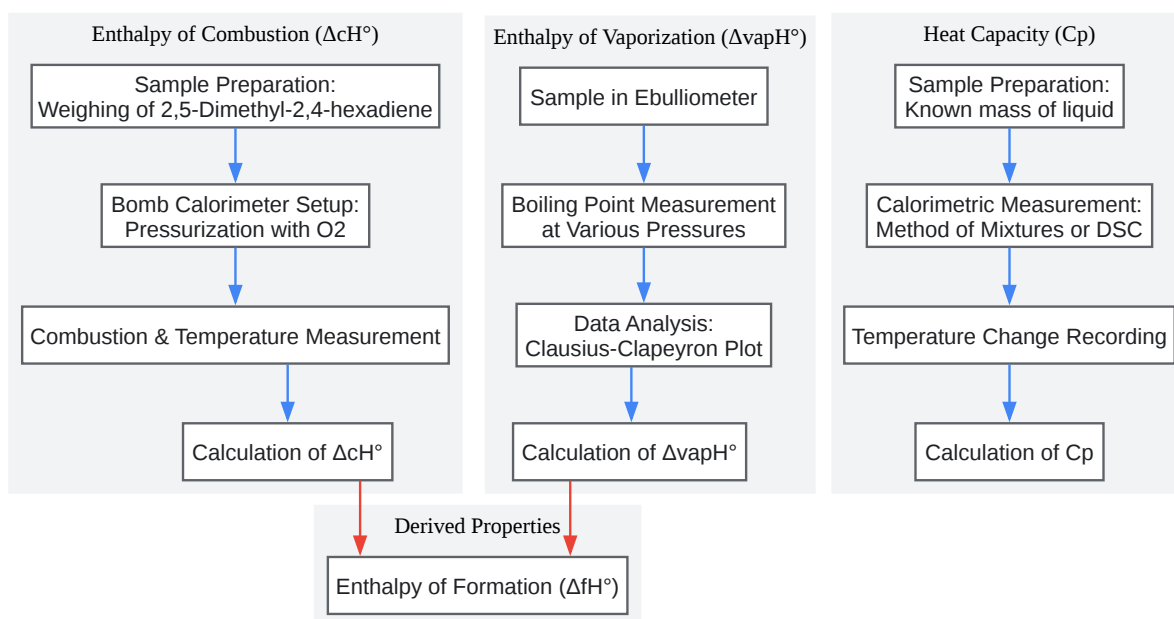 Enthalpy of Combustion (ΔcH°)
Sample Preparation:
Weighing of 2,5-Dimethyl-2,4-hexadiene
Bomb Calorimeter Setup:
Pressurization with O2
Combustion & Temperature Measurement
Calculation of ΔcH°
Enthalpy of Vaporization (ΔvapH°)
Sample in Ebulliometer
Boiling Point Measurement
at Various Pressures
Data Analysis:
Clausius-Clapeyron Plot
Calculation of ΔvapH°
Heat Capacity (Cp)
Sample Preparation:
Known mass of liquid
Calorimetric Measurement:
Method of Mixtures or DSC
Temperature Change Recording
Calculation of Cp
Derived Properties
Enthalpy of Formation (ΔfH°)